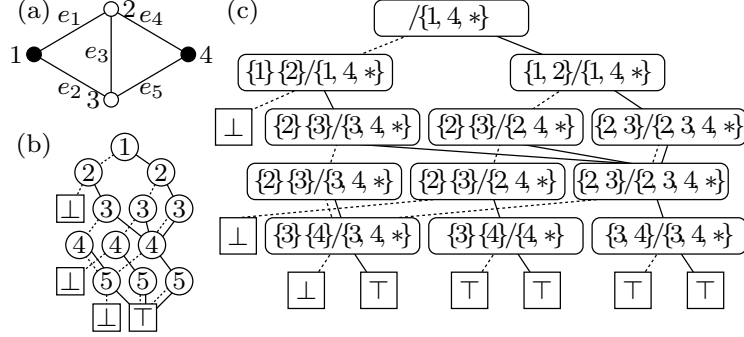 (a)
e₁ 2 e₄
1 e₃ 4
e₂ 3 e₅
(b)
1
2 2
⊥ 3 3 3
4 4 4
⊥ 5 5 5
⊥ ⊤
(c)
/{1, 4, *}
{1}{2}/{1, 4, *} {1, 2}/{1, 4, *}
⊥ {2}{3}/{3, 4, *} {2}{3}/{2, 4, *} {2, 3}/{2, 3, 4, *}
{2}{3}/{3, 4, *} {2}{3}/{2, 4, *} {2, 3}/{2, 3, 4, *}
⊥ {3}{4}/{3, 4, *} {3}{4}/{4, *} {3, 4}/{3, 4, *}
⊥ ⊤ ⊤ ⊤ ⊤ ⊤